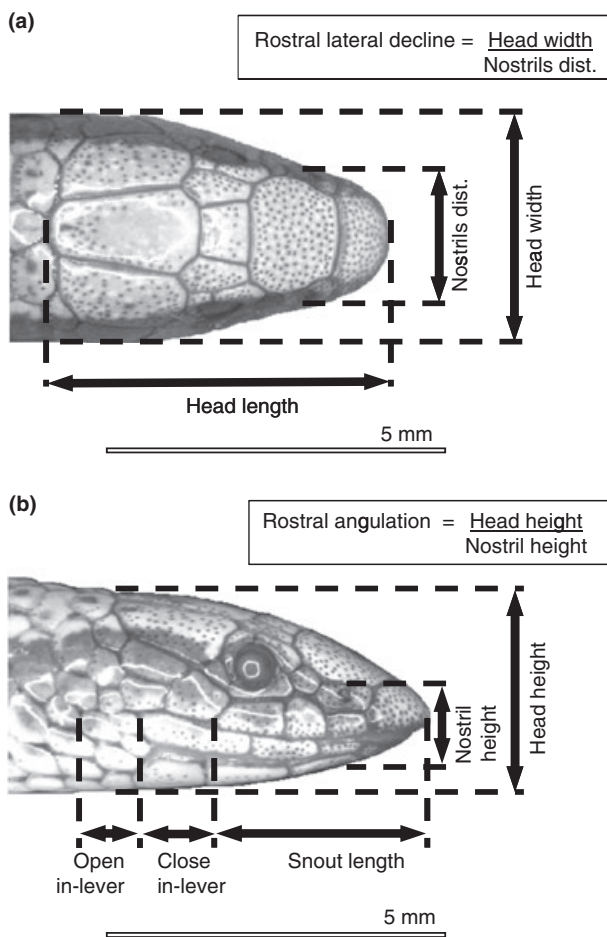 (a)
Rostral lateral decline = Head width
Nostrils dist.
Nostrils dist.
Head width
Head length
5 mm
(b)
Rostral angulation = Head height
Nostril height
Nostril
height
Head height
Open
in-lever
Close
in-lever
Snout length
5 mm